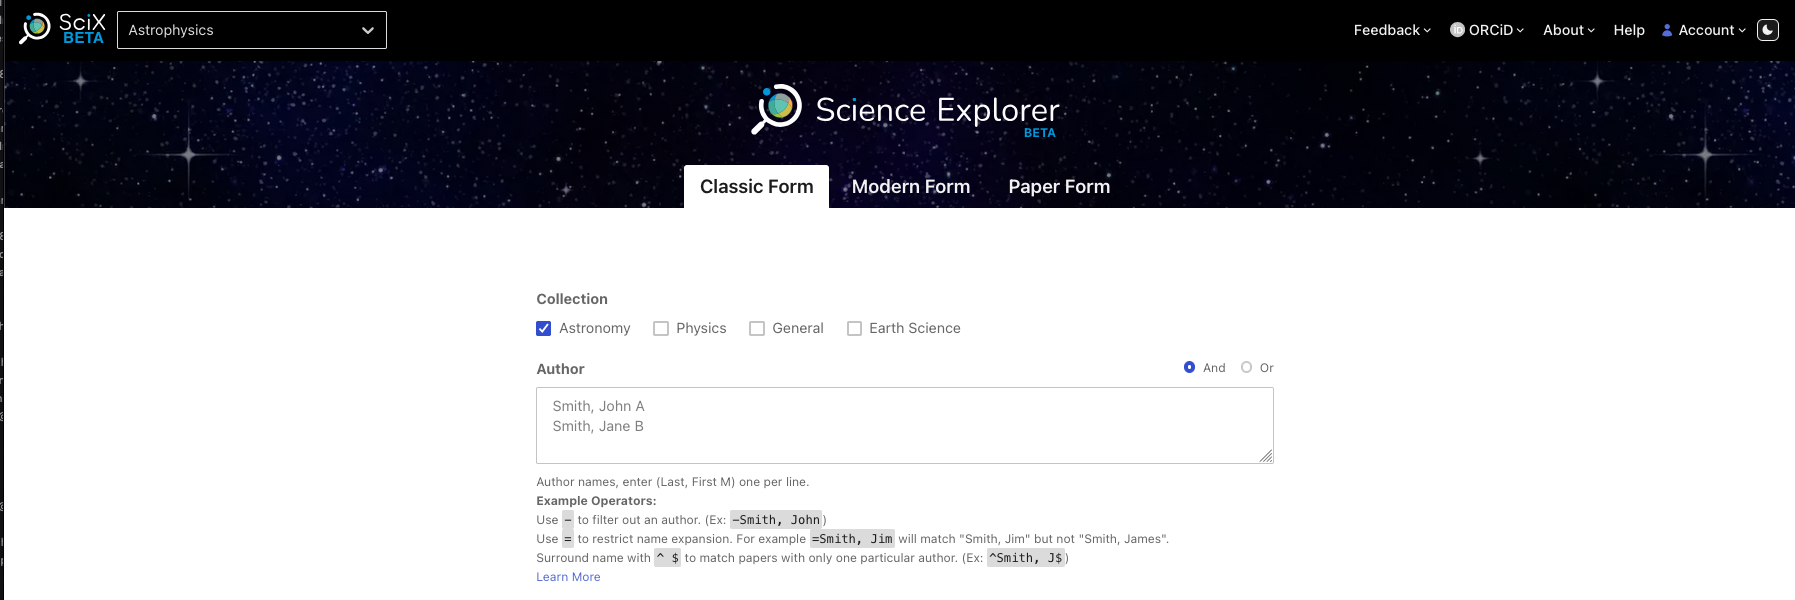 SciX
BETA
Astrophysics
Feedback
iD ORCiD
About
Help
Account
Science Explorer
BETA
Classic Form
Modern Form
Paper Form
Collection
Astronomy
Physics
General
Earth Science
Author
And
Or
Smith, John A
Smith, Jane B
Author names, enter (Last, First M) one per line.
Example Operators:
Use - to filter out an author. (Ex: -Smith, John)
Use = to restrict name expansion. For example =Smith, Jim will match "Smith, Jim" but not "Smith, James".
Surround name with ^ $ to match papers with only one particular author. (Ex: ^Smith, J$)
Learn More